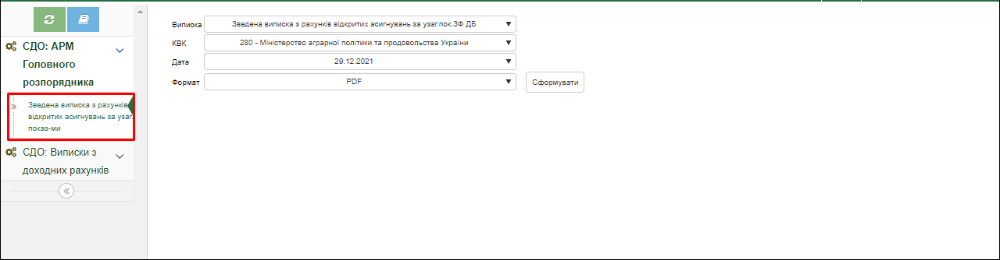 СДО: АРМ
Головного
розпорядника
Зведена виписка з рахунків
відкритих асигнувань за узаг.
показ-ми
СДО: Виписки з
доходних рахунків
Виписка Зведена виписка з рахунків відкритих асигнувань за узаг.пок.ЗФ ДБ
КВК 280 - Міністерство аграрної політики та продовольства України
Дата 29.12.2021
Формат PDF Сформувати